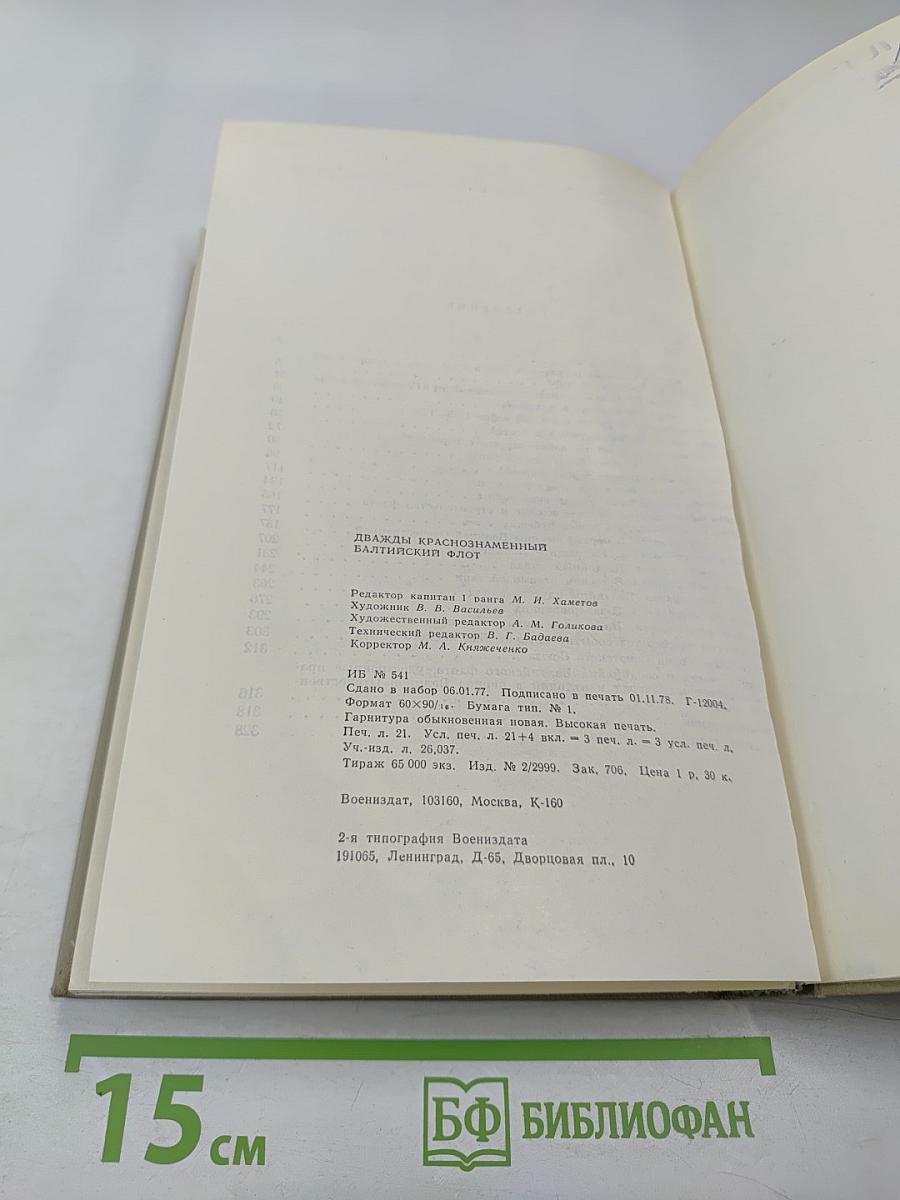 ДВАЖДЫ КРАСНОЗНАМЕННЫЙ
БАЛТИЙСКИЙ ФЛОТ
Редактор капитан 1 ранга М. И. Хаметов
Художник В. В. Васильев
Художественный редактор А. М. Голикова
Технический редактор В. Г. Бадаева
Корректор М. А. Княжеченко
ИБ № 541
Сдано в набор 06.01.77. Подписано в печать 01.11.78. Г-12004.
Формат 60×90/16. Бумага тип. № 1.
Гарнитура обыкновенная новая. Высокая печать.
Печ. л. 21. Усл. печ. л. 21+4 вкл. = 3 печ. л. = 3 усл. печ. л.
Уч.-изд. л. 26,037.
Тираж 65 000 экз. Изд. № 2/2999. Зак. 706. Цена 1 р. 30 к.
Воениздат, 103160, Москва, К-160
2-я типография Воениздата
191065, Ленинград, Д-65, Дворцовая пл., 10
15 см
БФ БИБЛИОФАН